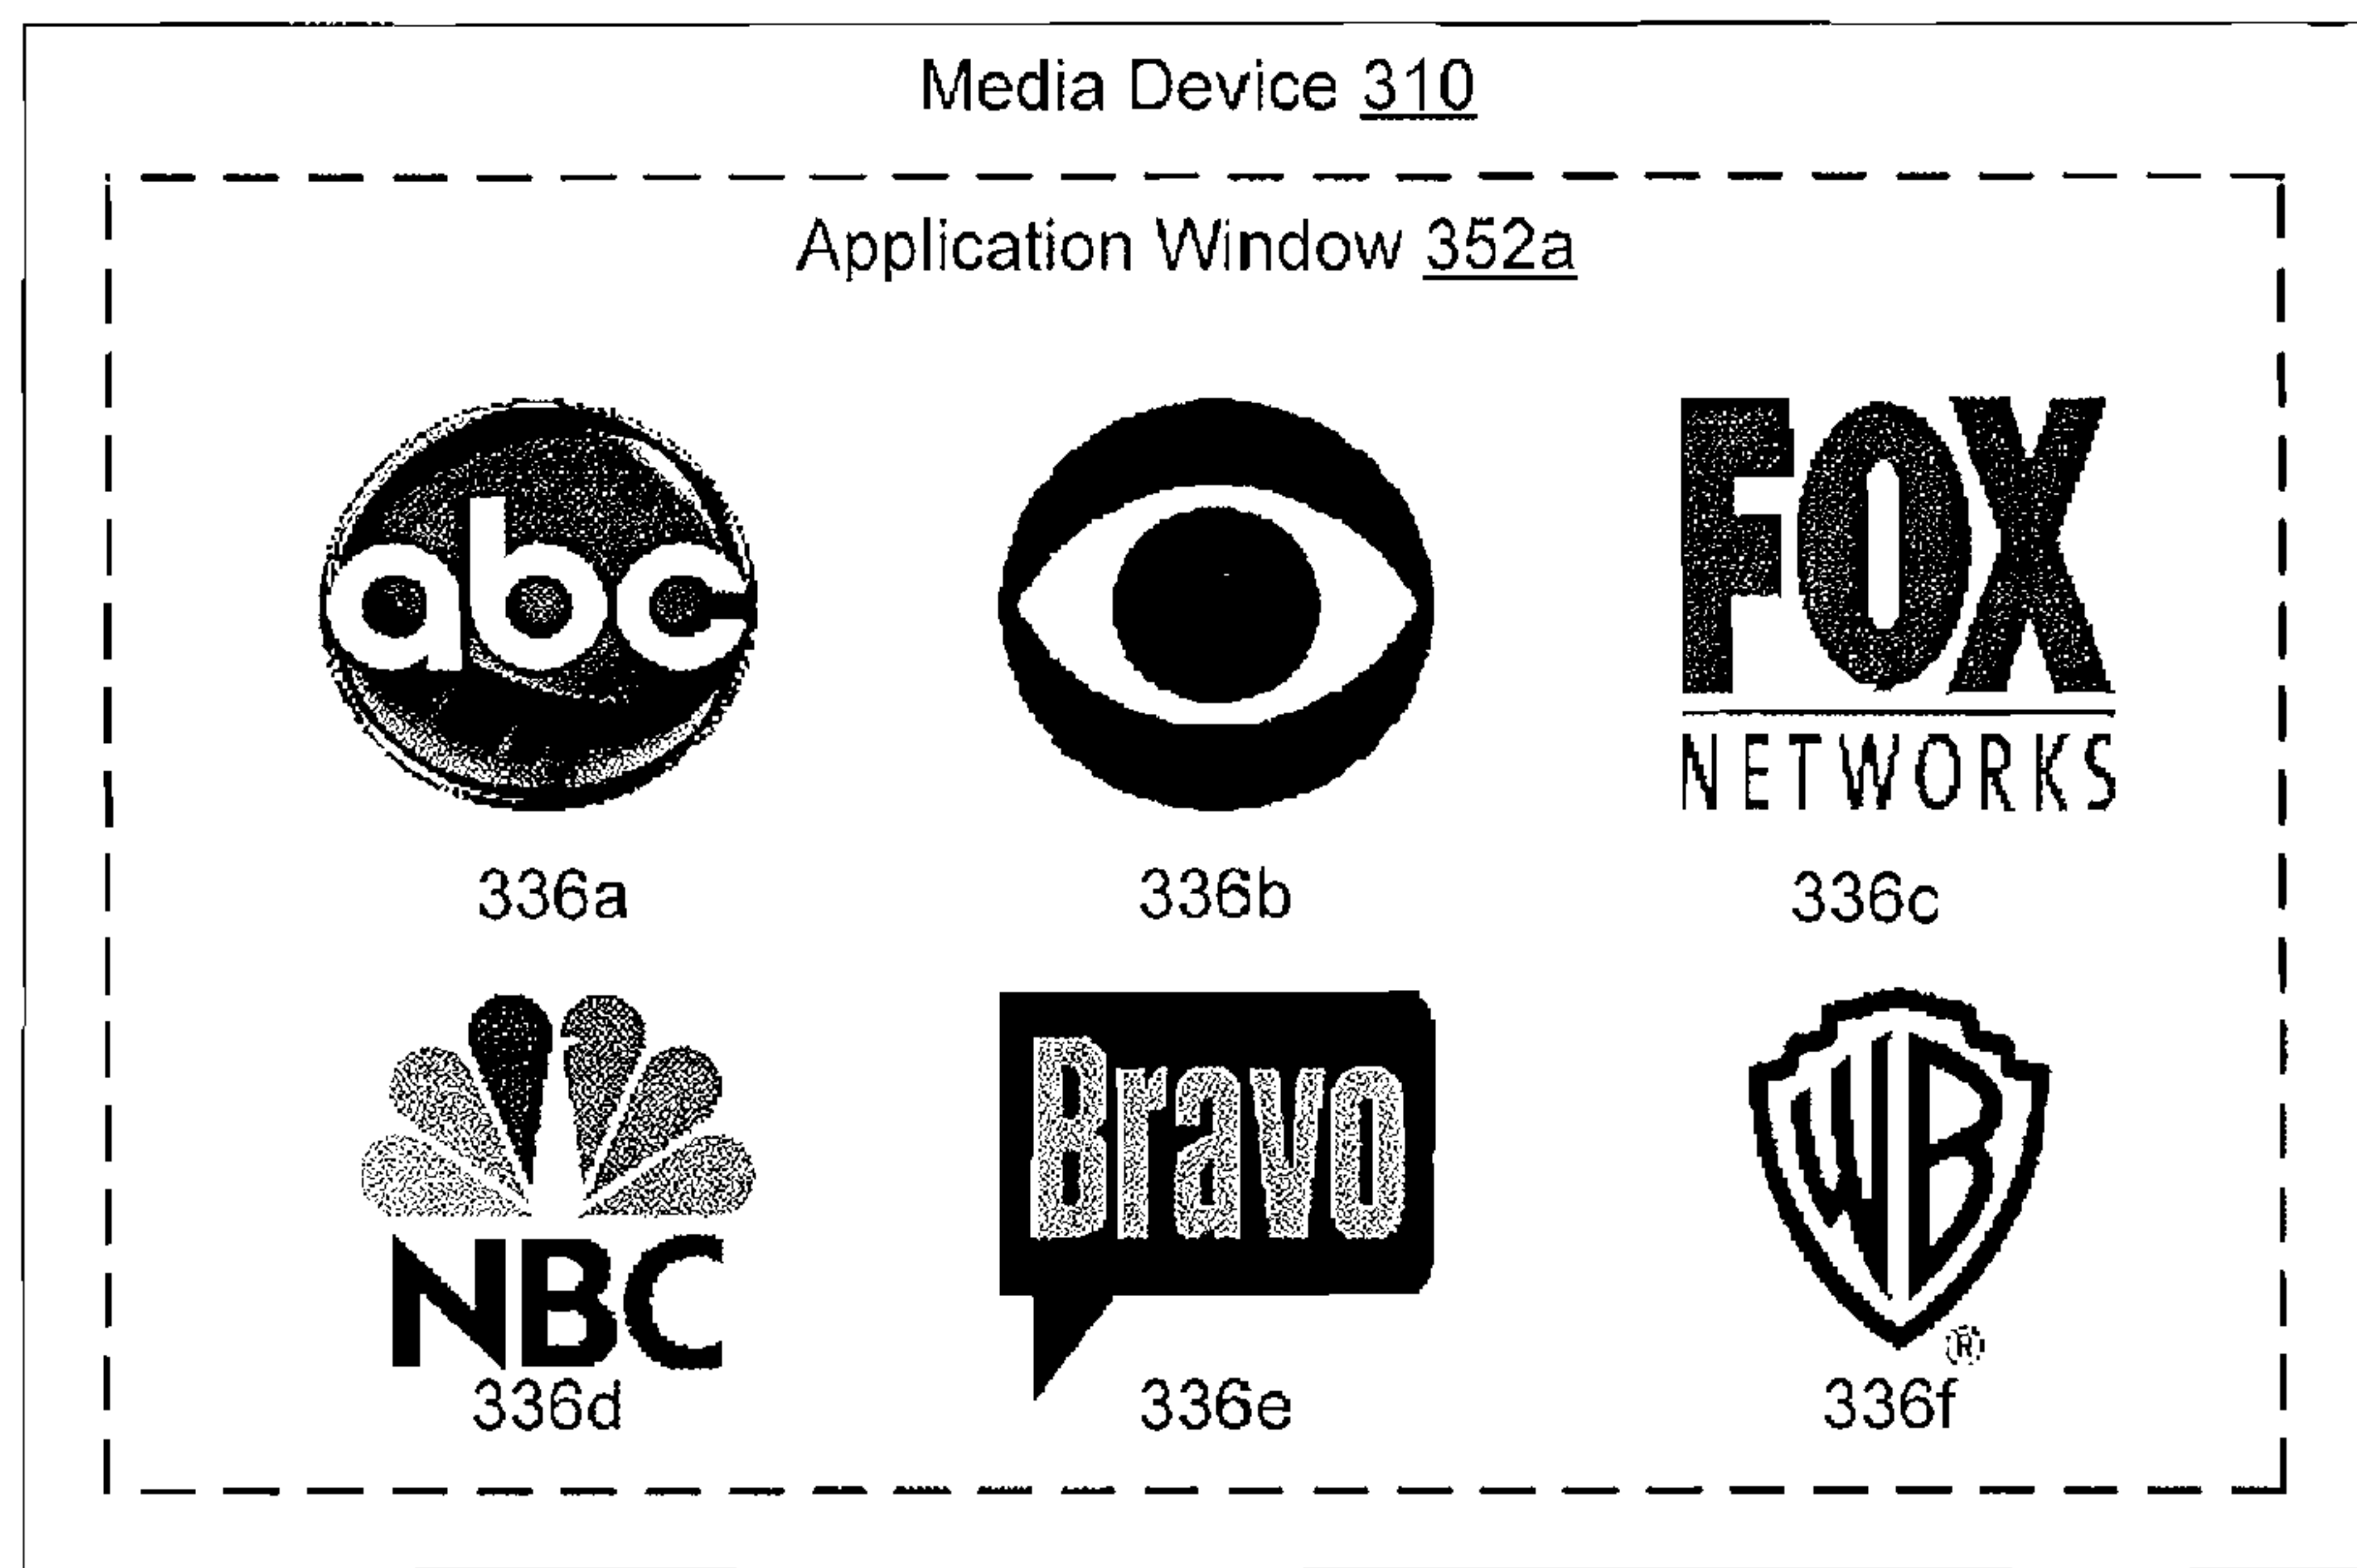 Media Device 310
Application Window 352a
abc
FOX
NETWORKS
336a 336b 336c
NBC
Bravo
WB
®
336d 336e 336f